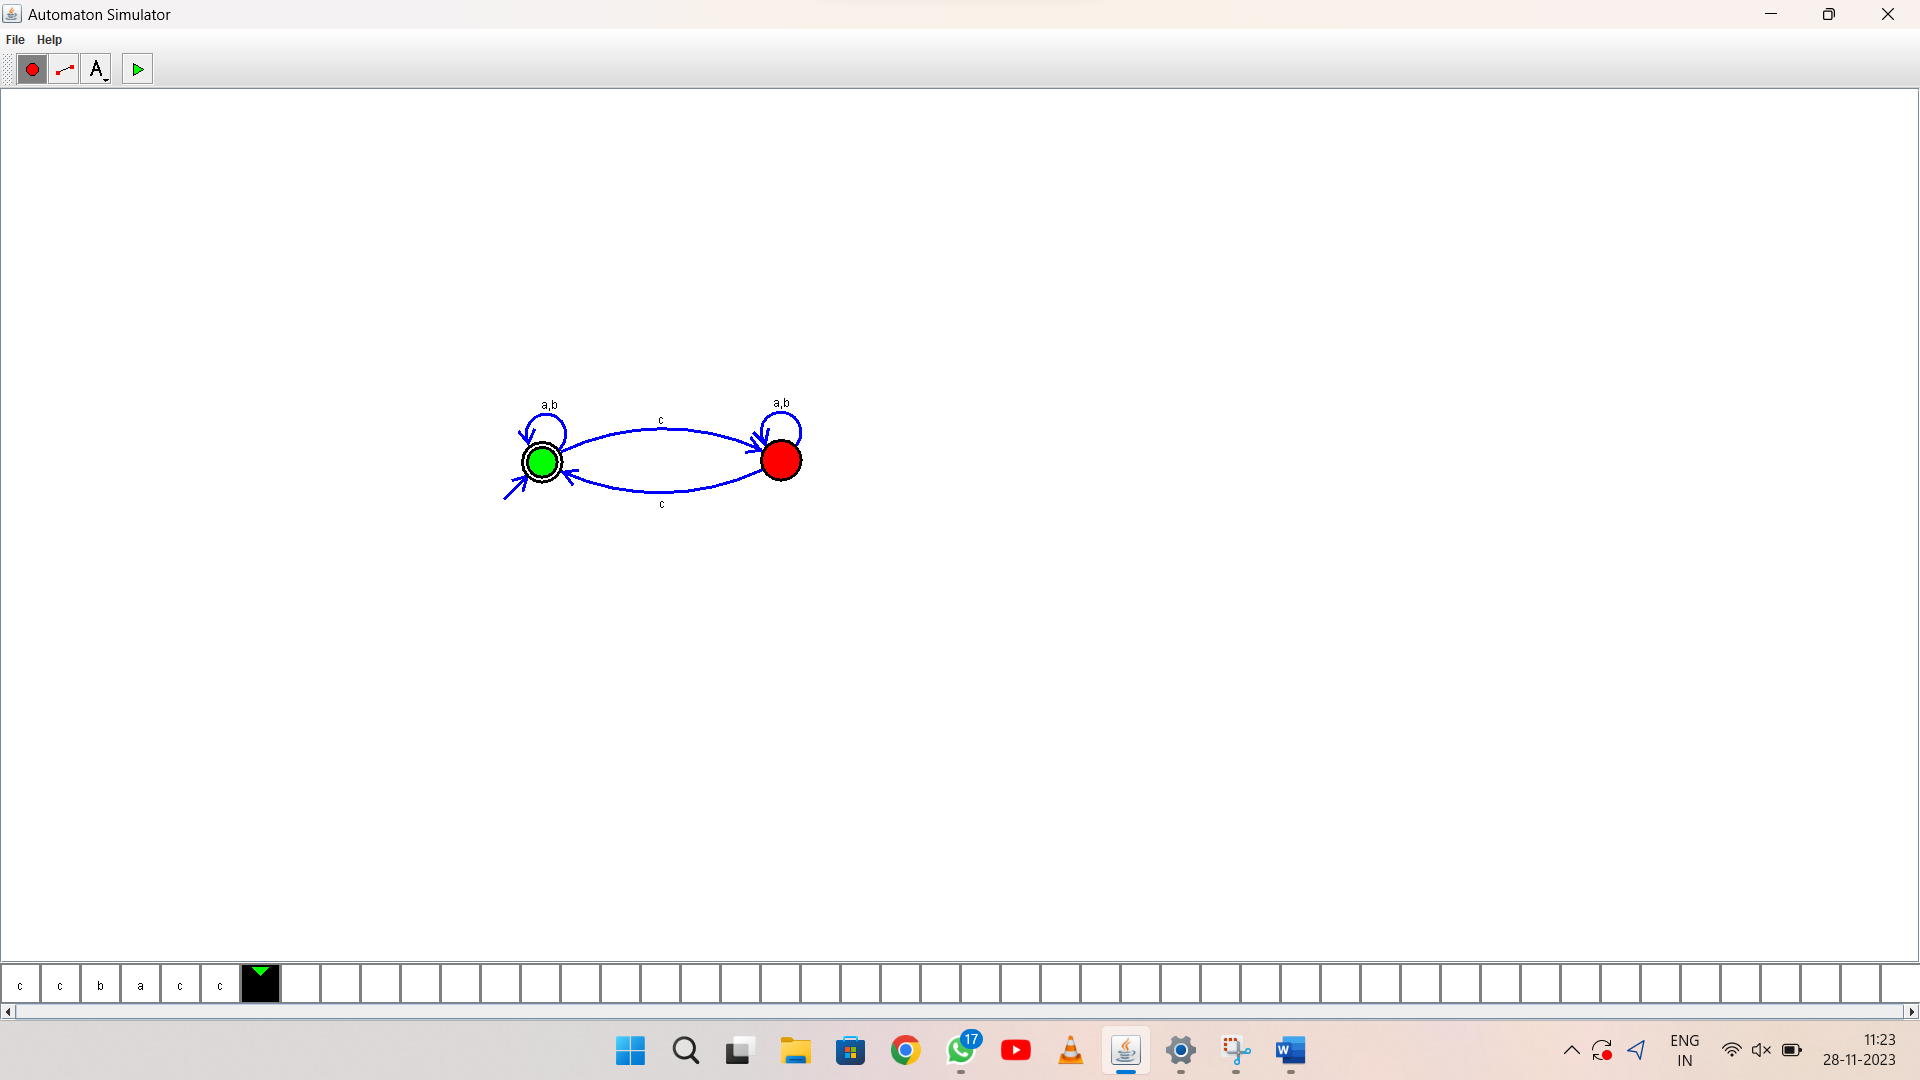 Automaton Simulator
File Help
A
a,b
a,b
c
c
c c b a c c
17
W
ENG
IN
11:23
28-11-2023